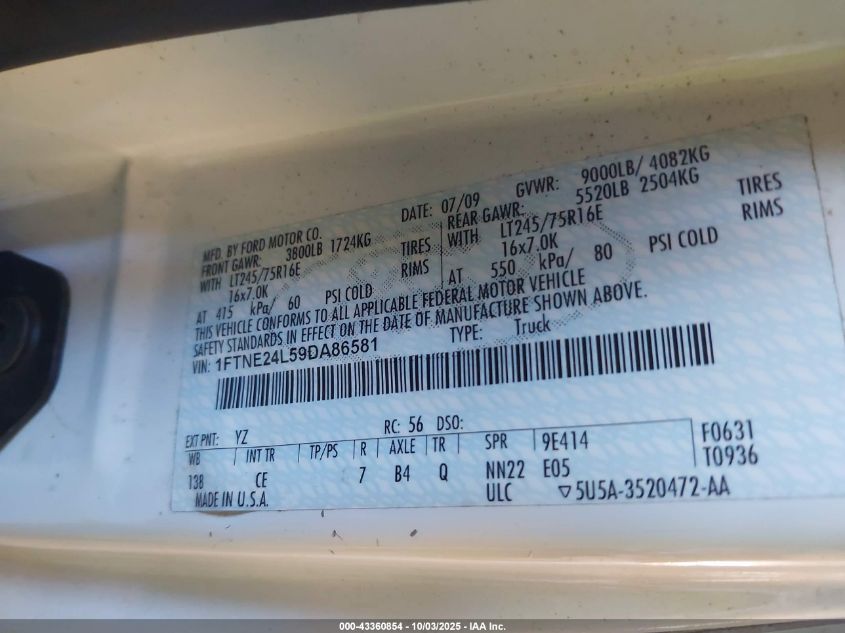 MFD. BY FORD MOTOR CO.
DATE: 07/09 GVWR: 9000LB/ 4082KG
FRONT GAWR: 3800LB 1724KG REAR GAWR: 5520LB 2504KG
WITH LT245/75R16E TIRES WITH LT245/75R16E TIRES
16x7.0K RIMS 16x7.0K RIMS
AT 415 kPa/ 60 PSI COLD AT 550 kPa/ 80 PSI COLD
THIS VEHICLE CONFORMS TO ALL APPLICABLE FEDERAL MOTOR VEHICLE
SAFETY STANDARDS IN EFFECT ON THE DATE OF MANUFACTURE SHOWN ABOVE.
VIN: 1FTNE24L59DA86581 TYPE: Truck
EXT PNT: YZ RC: 56 DSO:
WB INT TR TP/PS R AXLE TR SPR 9E414 F0631
138 CE 7 B4 Q NN22 E05 T0936
MADE IN U.S.A. ULC ▽5U5A-3520472-AA
000-43360854 - 10/03/2025 - IAA Inc.